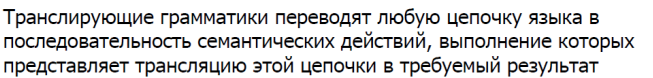 Транслирующие грамматики переводят любую цепочку языка в
последовательность семантических действий, выполнение которых
представляет трансляцию этой цепочки в требуемый результат